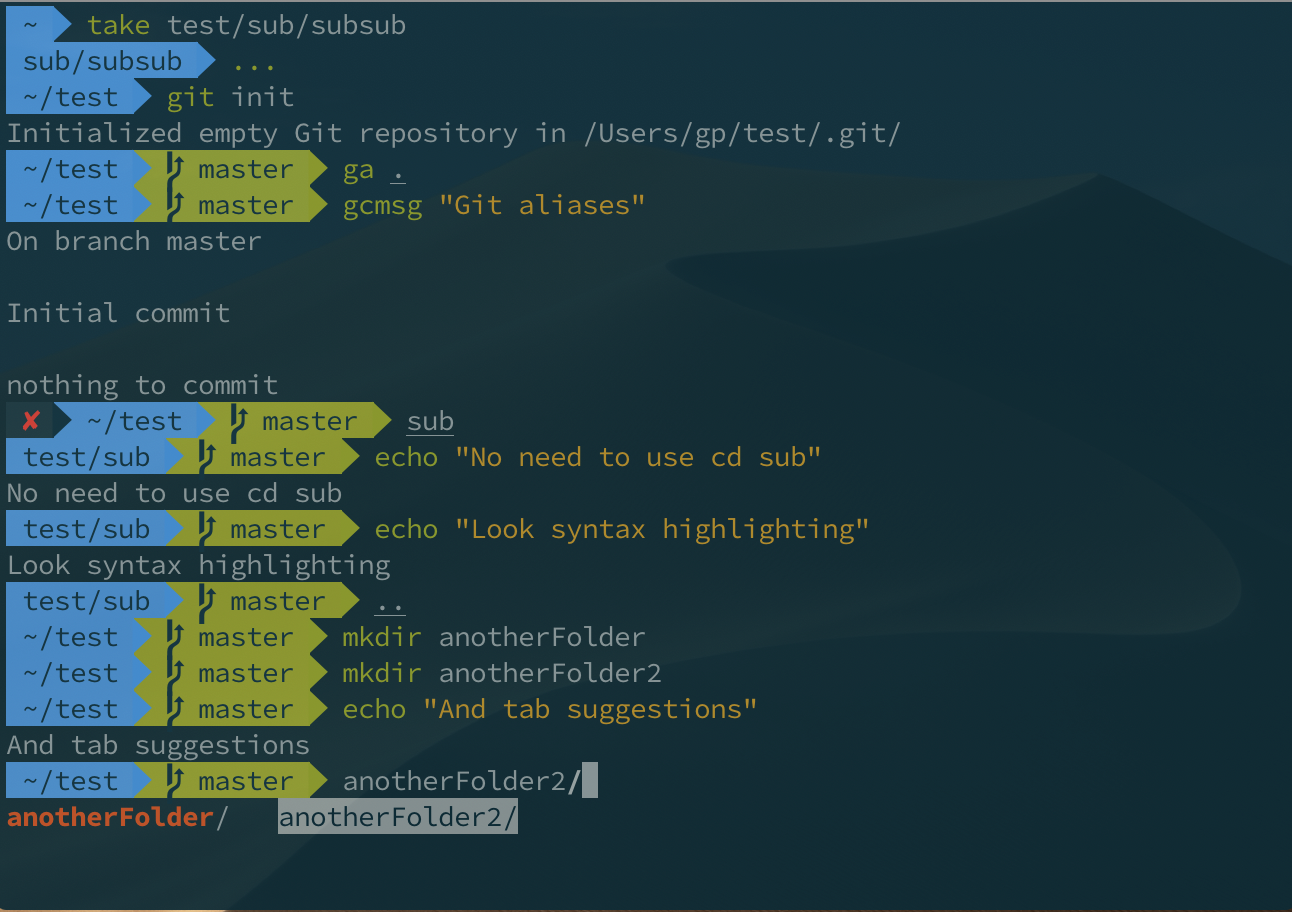 ~ take test/sub/subsub
sub/subsub ...
~/test git init
Initialized empty Git repository in /Users/gp/test/.git/
~/test master ga .
~/test master gcmsg "Git aliases"
On branch master
Initial commit
nothing to commit
✘ ~/test master sub
test/sub master echo "No need to use cd sub"
No need to use cd sub
test/sub master echo "Look syntax highlighting"
Look syntax highlighting
test/sub master ..
~/test master mkdir anotherFolder
~/test master mkdir anotherFolder2
~/test master echo "And tab suggestions"
And tab suggestions
~/test master anotherFolder2/
anotherFolder/ anotherFolder2/